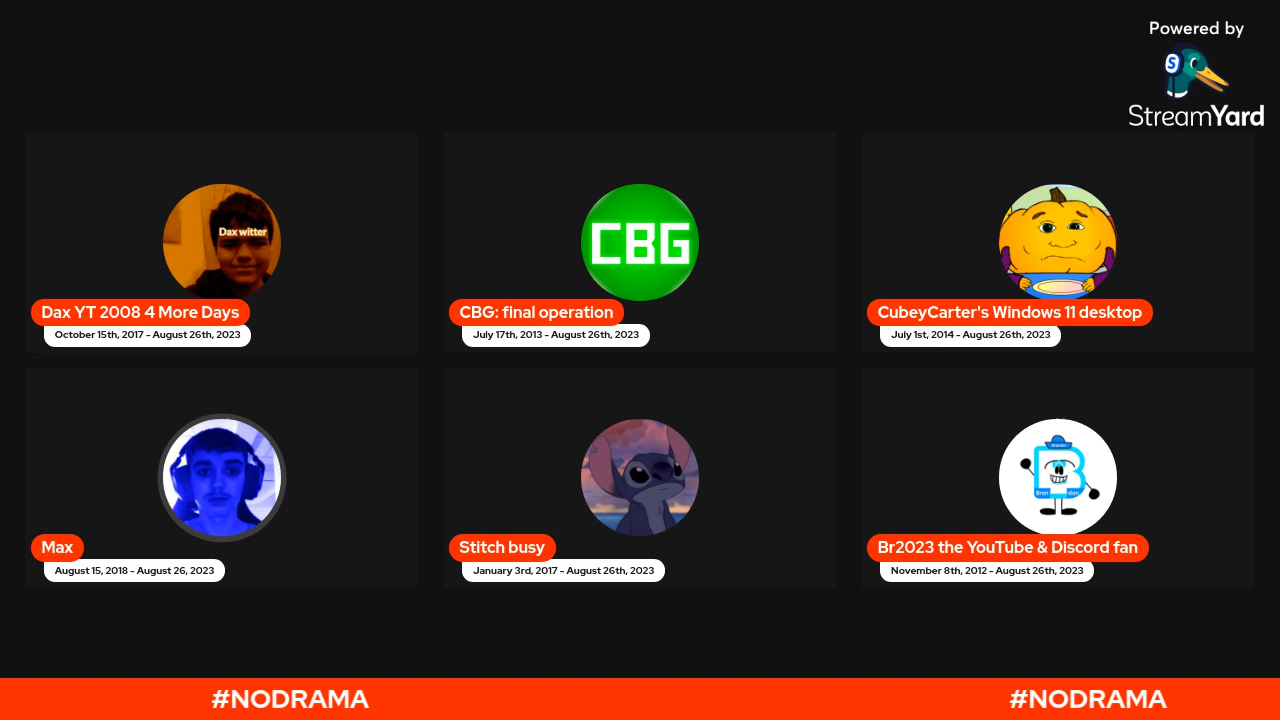 Powered by
S
StreamYard
Dax witter
Dax YT 2008 4 More Days
October 15th, 2017 - August 26th, 2023
CBG
CBG: final operation
July 17th, 2013 - August 26th, 2023
CubeyCarter's Windows 11 desktop
July 1st, 2014 - August 26th, 2023
Max
August 15, 2018 - August 26, 2023
Stitch busy
January 3rd, 2017 - August 26th, 2023
B
Bran don
Br2023 the YouTube & Discord fan
November 8th, 2012 - August 26th, 2023
#NODRAMA
#NODRAMA